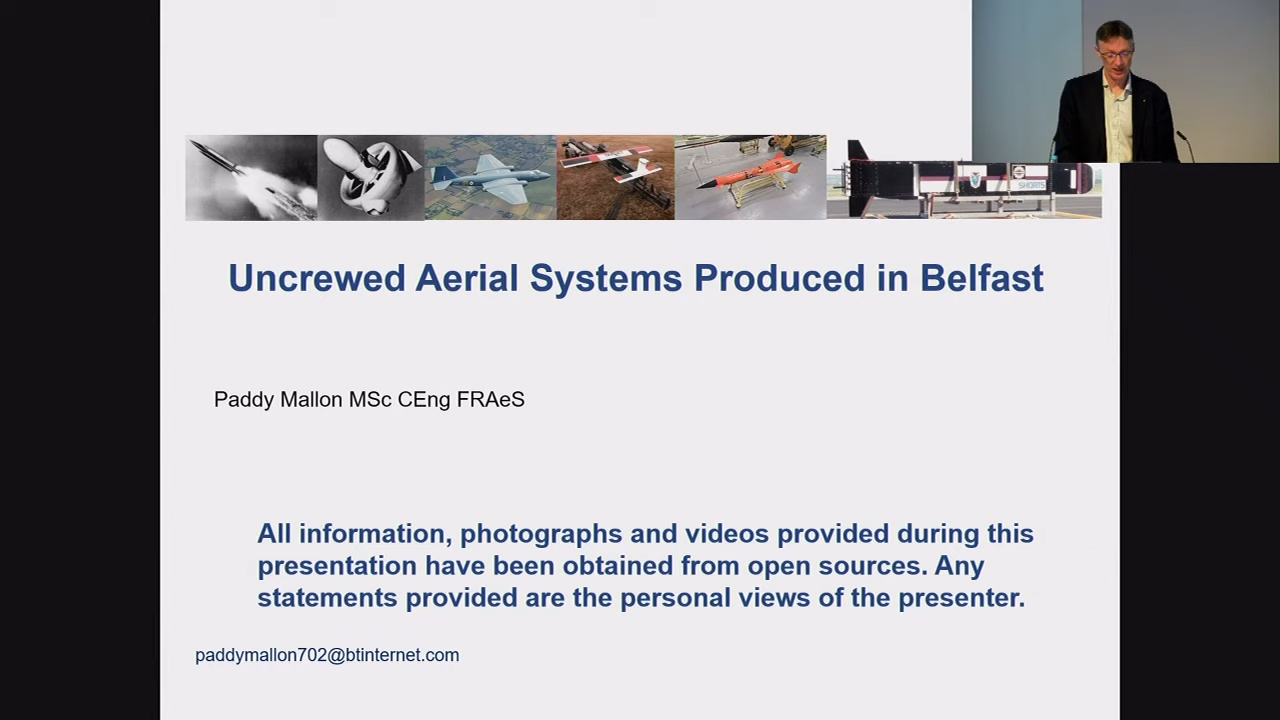 SHORTS
Uncrewed Aerial Systems Produced in Belfast
Paddy Mallon MSc CEng FRAeS
All information, photographs and videos provided during this
presentation have been obtained from open sources. Any
statements provided are the personal views of the presenter.
paddymallon702@btinternet.com